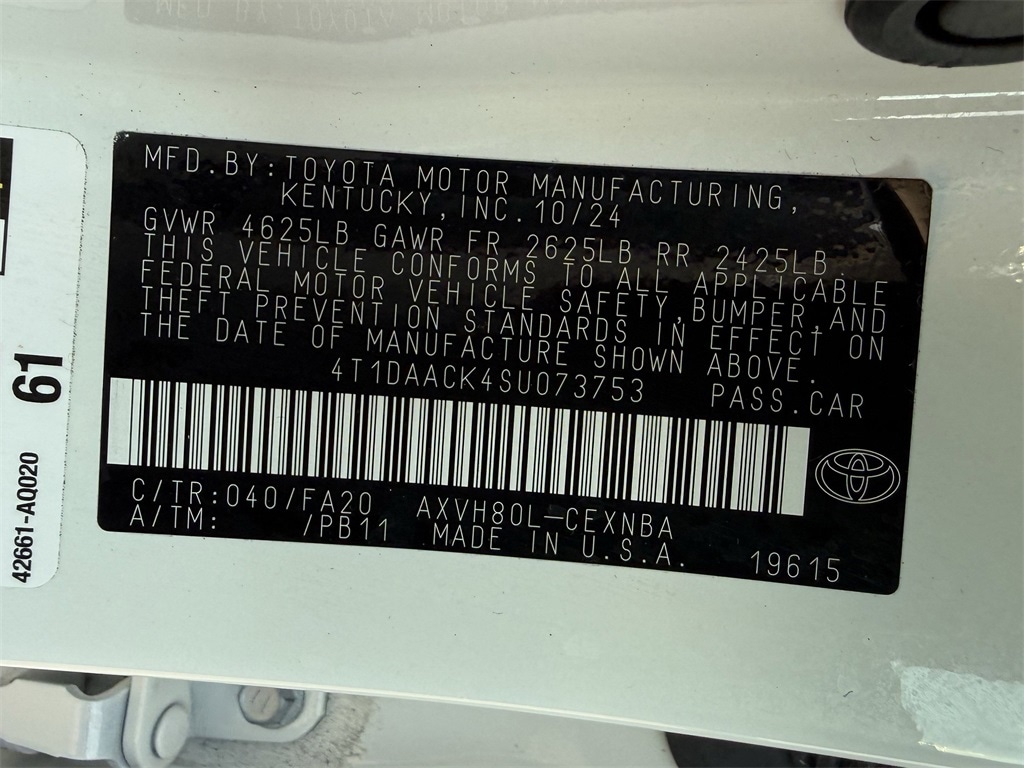 MFD.BY:TOYOTA MOTOR MANUFACTURING,
KENTUCKY,INC.10/24
GVWR 4625LB GAWR FR 2625LB RR 2425LB
THIS VEHICLE CONFORMS TO ALL APPLICABLE
FEDERAL MOTOR VEHICLE SAFETY,BUMPER,AND
THEFT PREVENTION STANDARDS IN EFFECT ON
THE DATE OF MANUFACTURE SHOWN ABOVE.
4T1DAACK4SU073753 PASS.CAR
C/TR:040/FA20 AXVH80L-CEXNBA
A/TM: /PB11 MADE IN U.S.A. 19615
61
42661-AQ020